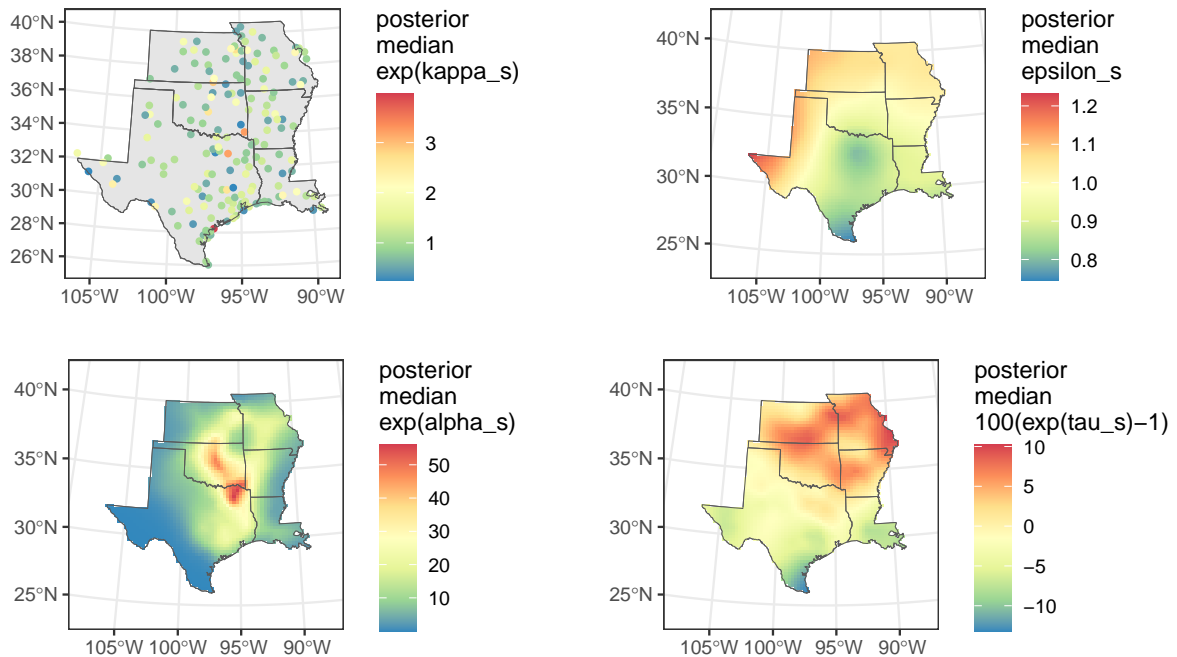 posterior
median
exp(kappa_s)
40°N
38°N
36°N
34°N
32°N
30°N
28°N
26°N
3
2
1
105°W 100°W 95°W 90°W
posterior
median
epsilon_s
40°N
35°N
30°N
25°N
1.2
1.1
1.0
0.9
0.8
105°W 100°W 95°W 90°W
posterior
median
exp(alpha_s)
40°N
35°N
30°N
25°N
50
40
30
20
10
105°W 100°W 95°W 90°W
posterior
median
100(exp(tau_s)−1)
40°N
35°N
30°N
25°N
10
5
0
−5
−10
105°W 100°W 95°W 90°W